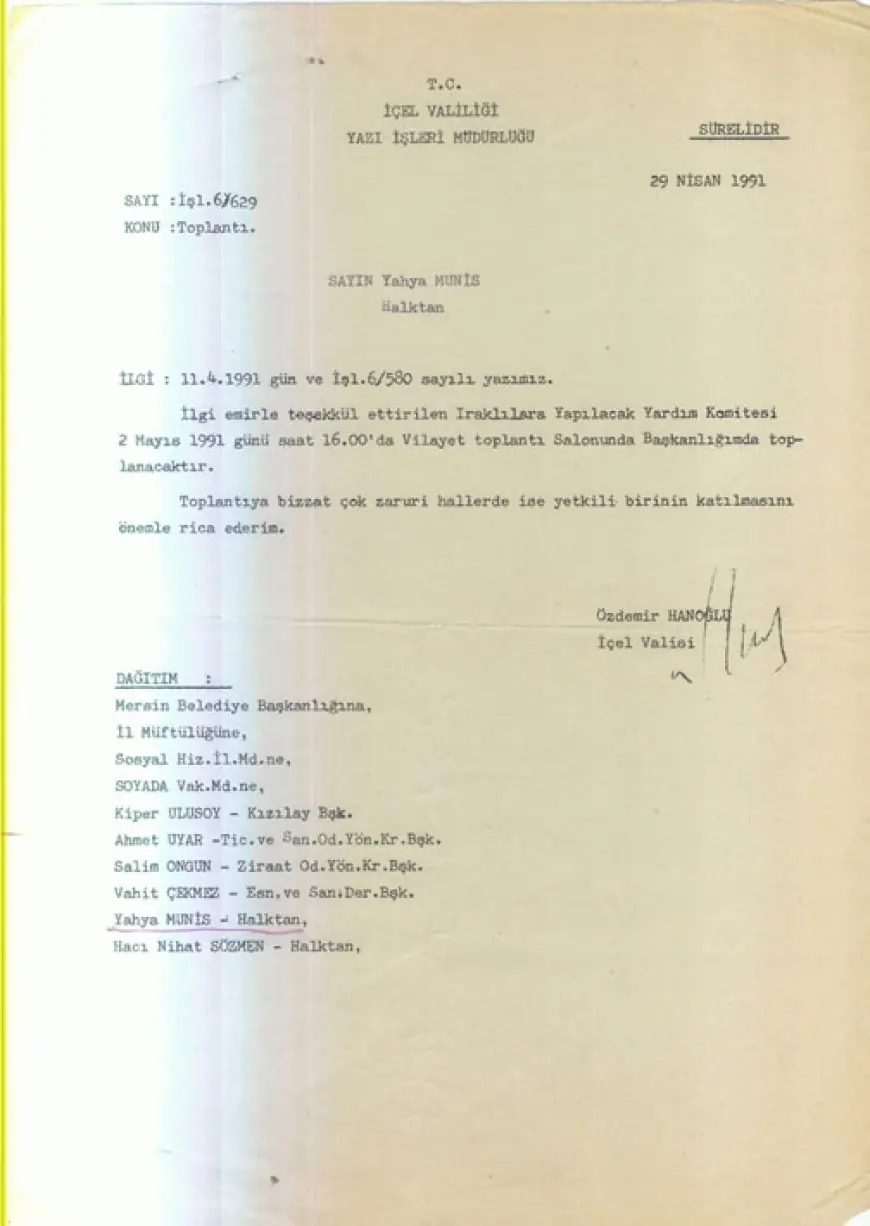 T.C.
İÇEL VALİLİĞİ
YAZI İŞLERİ MÜDÜRLÜĞÜ
SÜRELİDİR
29 NİSAN 1991
SAYI :İşl.6/629
KONU :Toplantı.
SAYIN Yahya MUNİS
Halktan
İLGİ : 11.4.1991 gün ve İşl.6/580 sayılı yazımız.
İlgi emirle teşekkül ettirilen Iraklılara Yapılacak Yardım Komitesi
2 Mayıs 1991 günü saat 16.00'da Vilayet toplantı Salonunda Başkanlığımda top-
lanacaktır.
Toplantıya bizzat çok zaruri hallerde ise yetkili birinin katılmasını
önemle rica ederim.
Özdemir HANOĞLU
İçel Valisi
DAĞITIM :
Mersin Belediye Başkanlığına,
İl Müftülüğüne,
Sosyal Hiz.İl.Md.ne,
SOYADA Vak.Md.ne,
Kiper ULUSOY - Kızılay Bşk.
Ahmet UYAR -Tic.ve San.Od.Yön.Kr.Bşk.
Salim ONGUN - Ziraat Od.Yön.Kr.Bşk.
Vahit ÇEKMEZ - Esn.ve San.Der.Bşk.
Yahya MUNİS - Halktan,
Hacı Nihat SÖZMEN - Halktan,